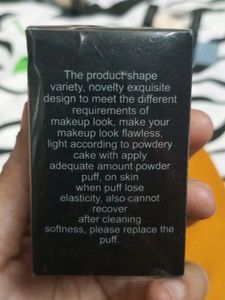 The product shape
variety, novelty exquisite
design to meet the different
requirements of
makeup look, make your
makeup look flawless,
light according to powdery
cake with apply
adequate amount powder
puff, on skin
when puff lose
elasticity, also cannot
recover
after cleaning
softness, please replace the
puff.